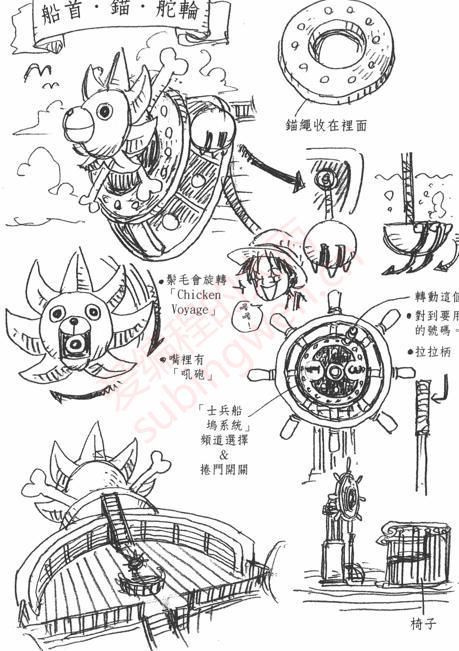 船首·錨·舵輪
錨繩收在裡面
●鬃毛會旋轉
「Chicken
Voyage」
●嘴裡有
「吼砲」
轉動這個
●對到要用
的號碼。
●拉拉柄
「士兵船
塢系統」
頻道選擇
&
捲門開關
椅子